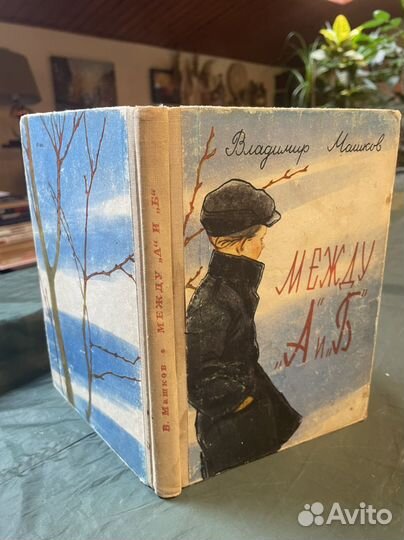 Владимир Машков
МЕЖДУ
„А“ и „Б“
В. Машков • МЕЖДУ „А“ И „Б“
Avito